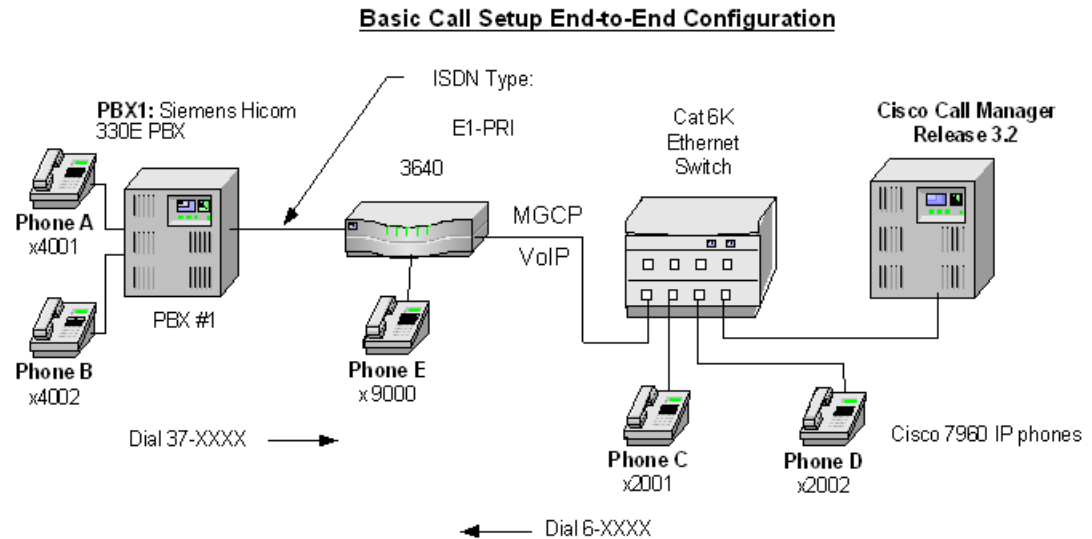 Basic Call Setup End-to-End Configuration
ISDN Type:
E1-PRI
PBX1: Siemens Hicom
330E PBX
3640
Cat 6K
Ethernet
Switch
Cisco Call Manager
Release 3.2
Phone A
x4001
MGCP
VoIP
PBX #1
Phone B
x4002
Phone E
x9000
Dial 37-XXXX
Phone C
x2001
Phone D
x2002
Cisco 7960 IP phones
Dial 6-XXXX